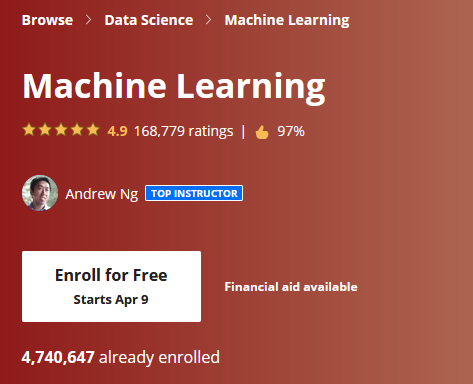 Browse > Data Science > Machine Learning
Machine Learning
4.9 168,779 ratings | 97%
Andrew Ng TOP INSTRUCTOR
Enroll for Free
Starts Apr 9
Financial aid available
4,740,647 already enrolled